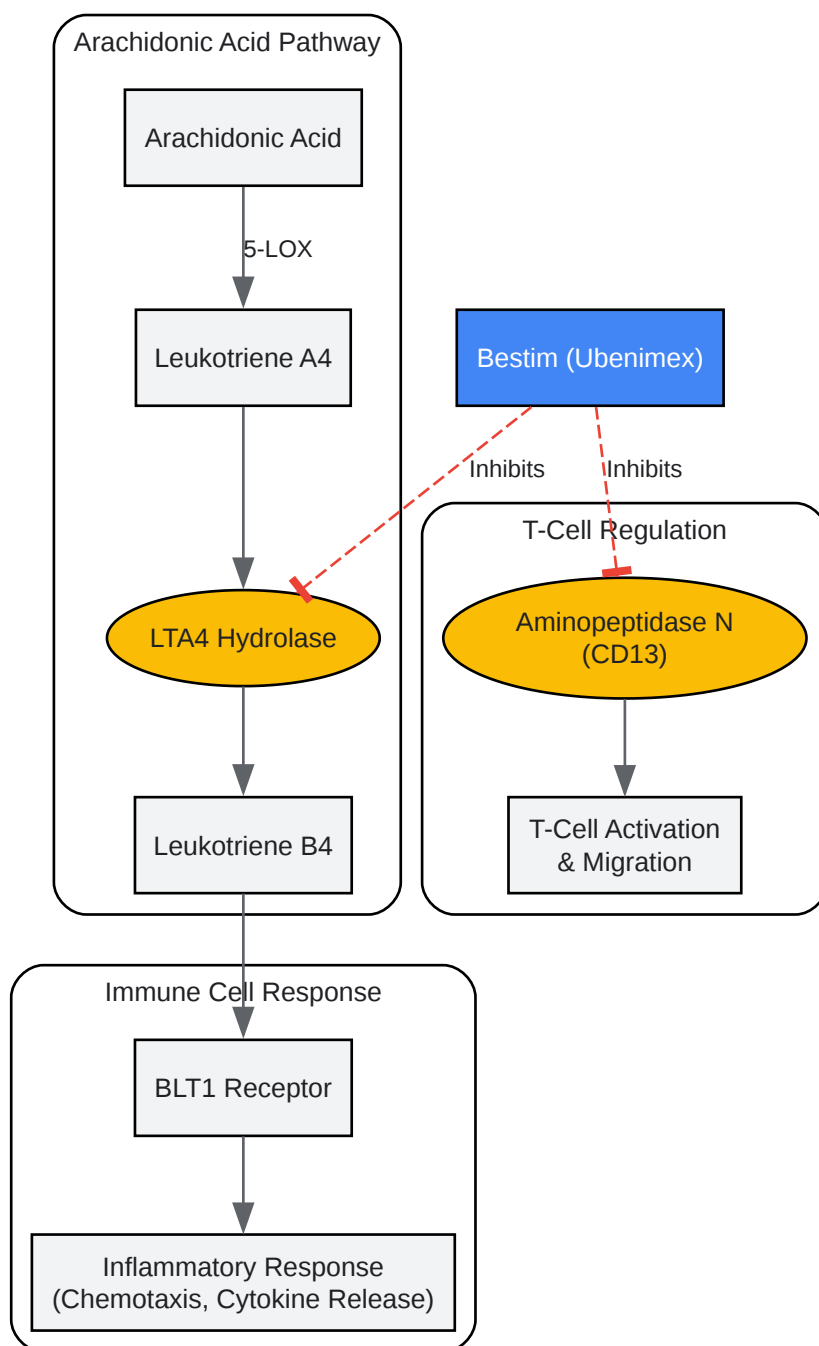 Arachidonic Acid Pathway
Arachidonic Acid
5-LOX
Leukotriene A4
Bestim (Ubenimex)
Inhibits
Inhibits
T-Cell Regulation
LTA4 Hydrolase
Aminopeptidase N
(CD13)
Leukotriene B4
T-Cell Activation
& Migration
Immune Cell Response
BLT1 Receptor
Inflammatory Response
(Chemotaxis, Cytokine Release)